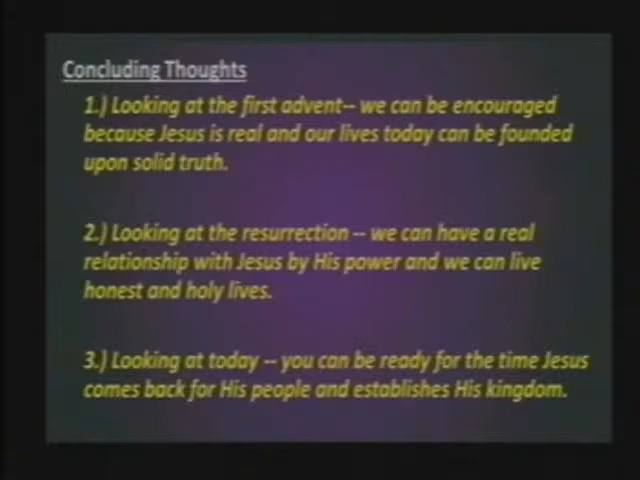 Concluding Thoughts
1.) Looking at the first advent-- we can be encouraged
because Jesus is real and our lives today can be founded
upon solid truth.
2.) Looking at the resurrection -- we can have a real
relationship with Jesus by His power and we can live
honest and holy lives.
3.) Looking at today -- you can be ready for the time Jesus
comes back for His people and establishes His kingdom.